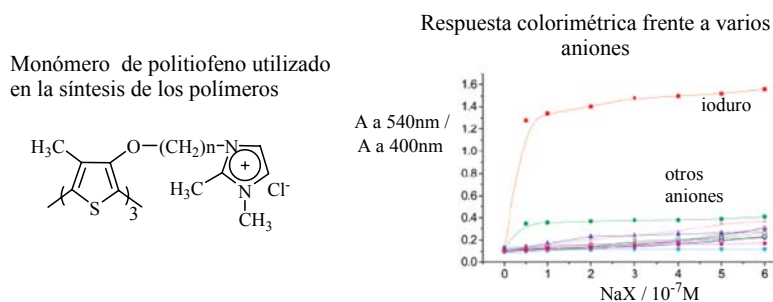 Respuesta colorimétrica frente a varios
aniones
Monómero de politiofeno utilizado
en la síntesis de los polímeros
H₃C
O—(CH₂)n-N
+
H₃C
N
Cl⁻
S
3
CH₃
A a 540nm /
A a 400nm
1.6
1.4
1.2
1.0
0.8
0.6
0.4
0.2
0.0
ioduro
otros
aniones
0 1 2 3 4 5 6
NaX / 10⁻⁷M